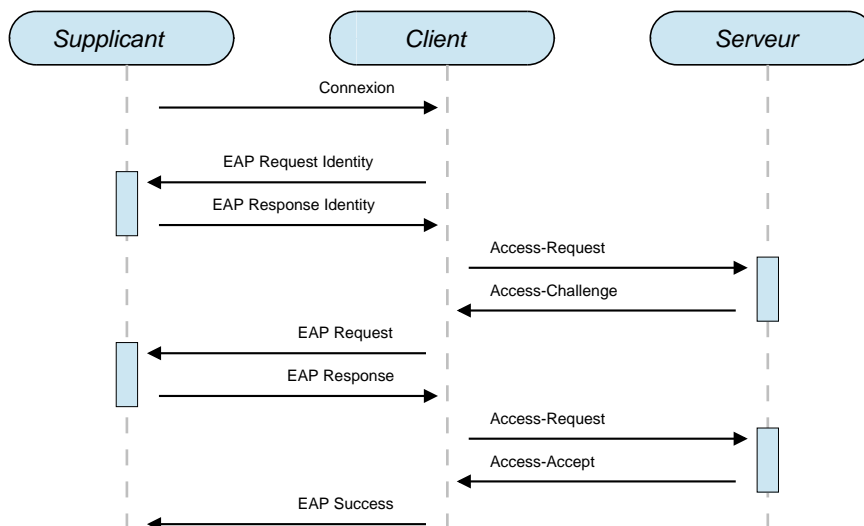 Supplicant
Client
Serveur
Connexion
EAP Request Identity
EAP Response Identity
Access-Request
Access-Challenge
EAP Request
EAP Response
Access-Request
Access-Accept
EAP Success